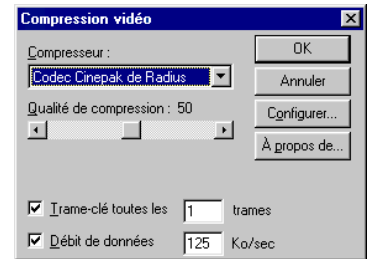 Compression vidéo
Compresseur :
Codec Cinepak de Radius
Qualité de compression : 50
OK
Annuler
Configurer...
À propos de...
Trame-clé toutes les 1 trames
Débit de données 125 Ko/sec